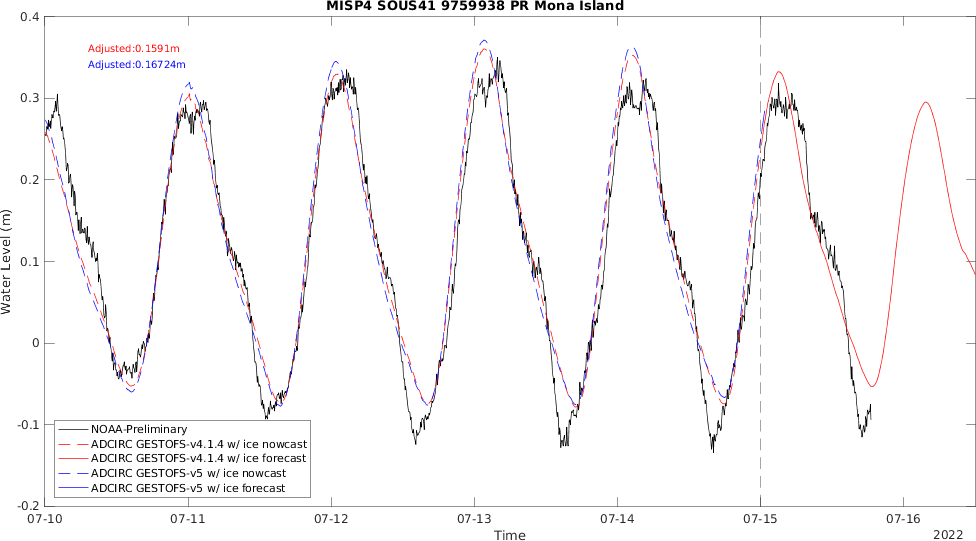 MISP4 SOUS41 9759938 PR Mona Island
Adjusted:0.1591m
Adjusted:0.16724m
0.4
0.3
0.2
0.1
0
-0.1
-0.2
Water Level (m)
NOAA-Preliminary
ADCIRC GESTOFS-v4.1.4 w/ ice nowcast
ADCIRC GESTOFS-v4.1.4 w/ ice forecast
ADCIRC GESTOFS-v5 w/ ice nowcast
ADCIRC GESTOFS-v5 w/ ice forecast
07-10 07-11 07-12 07-13 07-14 07-15 07-16
Time
2022